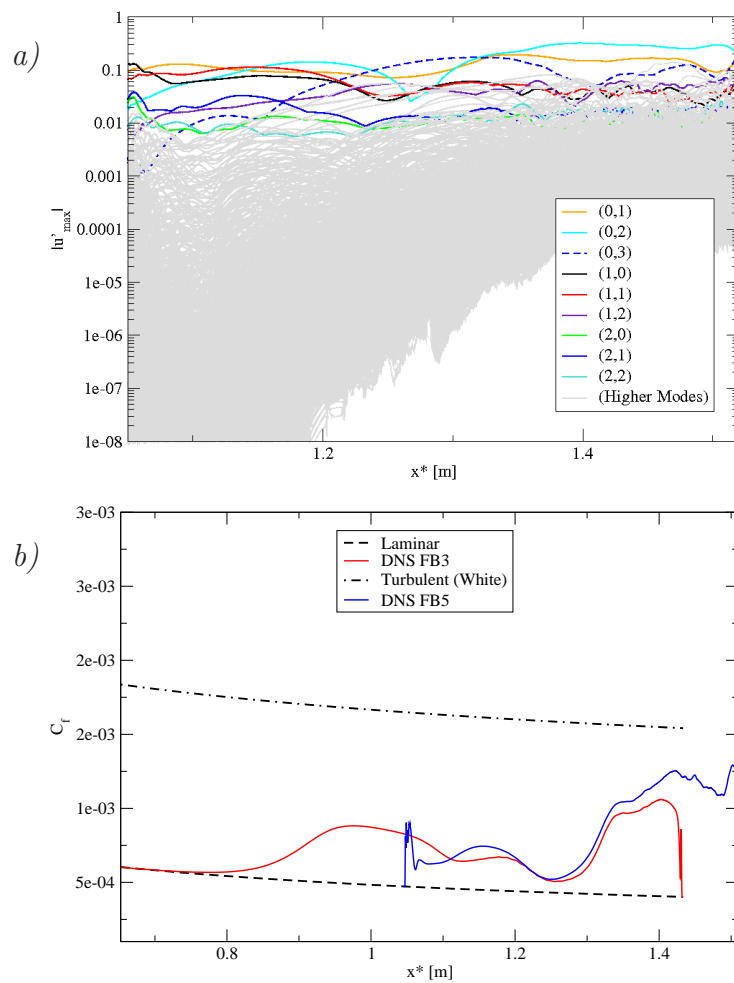 a)
1
0.1
0.01
0.001
0.0001
1e-05
1e-06
1e-07
1e-08
|u'max|
(0,1)
(0,2)
(0,3)
(1,0)
(1,1)
(1,2)
(2,0)
(2,1)
(2,2)
(Higher Modes)
1.2
1.4
x* [m]
b)
3e-03
3e-03
2e-03
2e-03
1e-03
5e-04
Cf
Laminar
DNS FB3
Turbulent (White)
DNS FB5
0.8
1
1.2
1.4
x* [m]